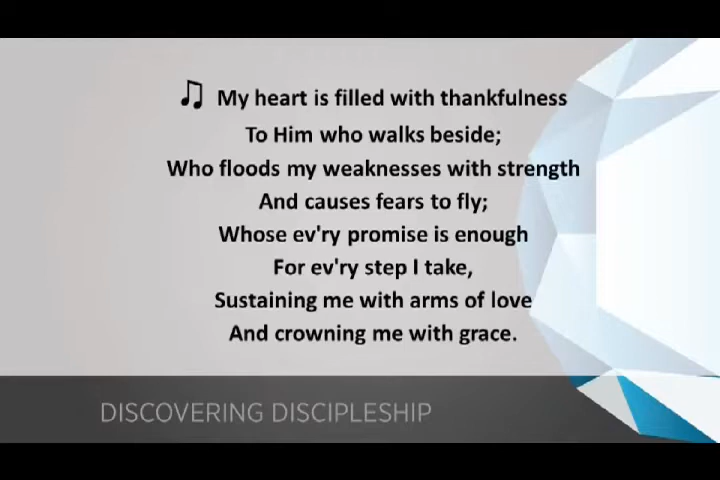 ♫ My heart is filled with thankfulness
To Him who walks beside;
Who floods my weaknesses with strength
And causes fears to fly;
Whose ev'ry promise is enough
For ev'ry step I take,
Sustaining me with arms of love
And crowning me with grace.
DISCOVERING DISCIPLESHIP